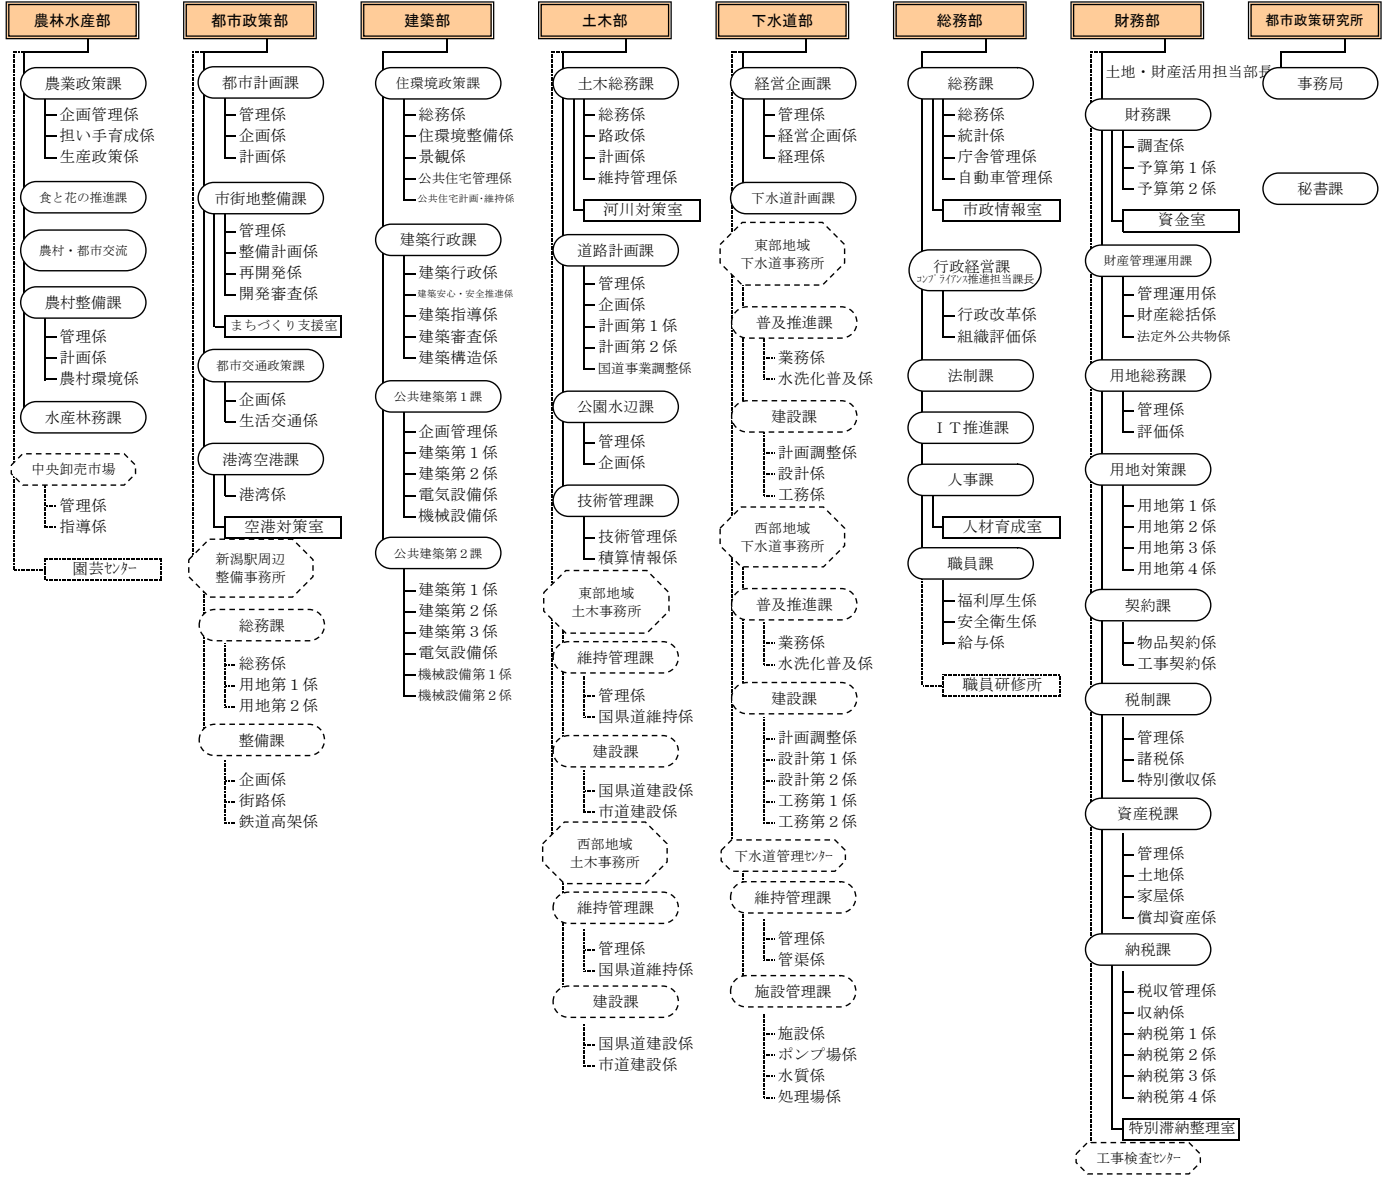 農林水産部
農業政策課
企画管理係
担い手育成係
生産政策係
食と花の推進課
農村・都市交流
農村整備課
管理係
計画係
農村環境係
水産林務課
中央卸売市場
管理係
指導係
園芸センター
都市政策部
都市計画課
管理係
企画係
計画係
市街地整備課
管理係
整備計画係
再開発係
開発審査係
まちづくり支援室
都市交通政策課
企画係
生活交通係
港湾空港課
港湾係
空港対策室
新潟駅周辺
整備事務所
総務課
総務係
用地第１係
用地第２係
整備課
企画係
街路係
鉄道高架係
建築部
住環境政策課
総務係
住環境整備係
景観係
公共住宅管理係
公共住宅計画・維持係
建築行政課
建築行政係
建築安心・安全推進係
建築指導係
建築審査係
建築構造係
公共建築第１課
企画管理係
建築第１係
建築第２係
電気設備係
機械設備係
公共建築第２課
建築第１係
建築第２係
建築第３係
電気設備係
機械設備第１係
機械設備第２係
土木部
土木総務課
総務係
路政係
計画係
維持管理係
河川対策室
道路計画課
管理係
企画係
計画第１係
計画第２係
国道事業調整係
公園水辺課
管理係
企画係
技術管理課
技術管理係
積算情報係
東部地域
土木事務所
維持管理課
管理係
国県道維持係
建設課
国県道建設係
市道建設係
西部地域
土木事務所
維持管理課
管理係
国県道維持係
建設課
国県道建設係
市道建設係
下水道部
経営企画課
管理係
経営企画係
経理係
下水道計画課
東部地域
下水道事務所
普及推進課
業務係
水洗化普及係
建設課
計画調整係
設計係
工務係
西部地域
下水道事務所
普及推進課
業務係
水洗化普及係
建設課
計画調整係
設計第１係
設計第２係
工務第１係
工務第２係
下水道管理センター
維持管理課
管理係
管渠係
施設管理課
施設係
ポンプ場係
水質係
処理場係
総務部
総務課
総務係
統計係
庁舎管理係
自動車管理係
市政情報室
行政経営課
コンプライアンス推進担当課長
行政改革係
組織評価係
法制課
ＩＴ推進課
人事課
人材育成室
職員課
福利厚生係
安全衛生係
給与係
職員研修所
財務部
土地・財産活用担当部長
財務課
調査係
予算第１係
予算第２係
資金室
財産管理運用課
管理運用係
財産総括係
法定外公共物係
用地総務課
管理係
評価係
用地対策課
用地第１係
用地第２係
用地第３係
用地第４係
契約課
物品契約係
工事契約係
税制課
管理係
諸税係
特別徴収係
資産税課
管理係
土地係
家屋係
償却資産係
納税課
税収管理係
収納係
納税第１係
納税第２係
納税第３係
納税第４係
特別滞納整理室
工事検査センター
都市政策研究所
事務局
秘書課